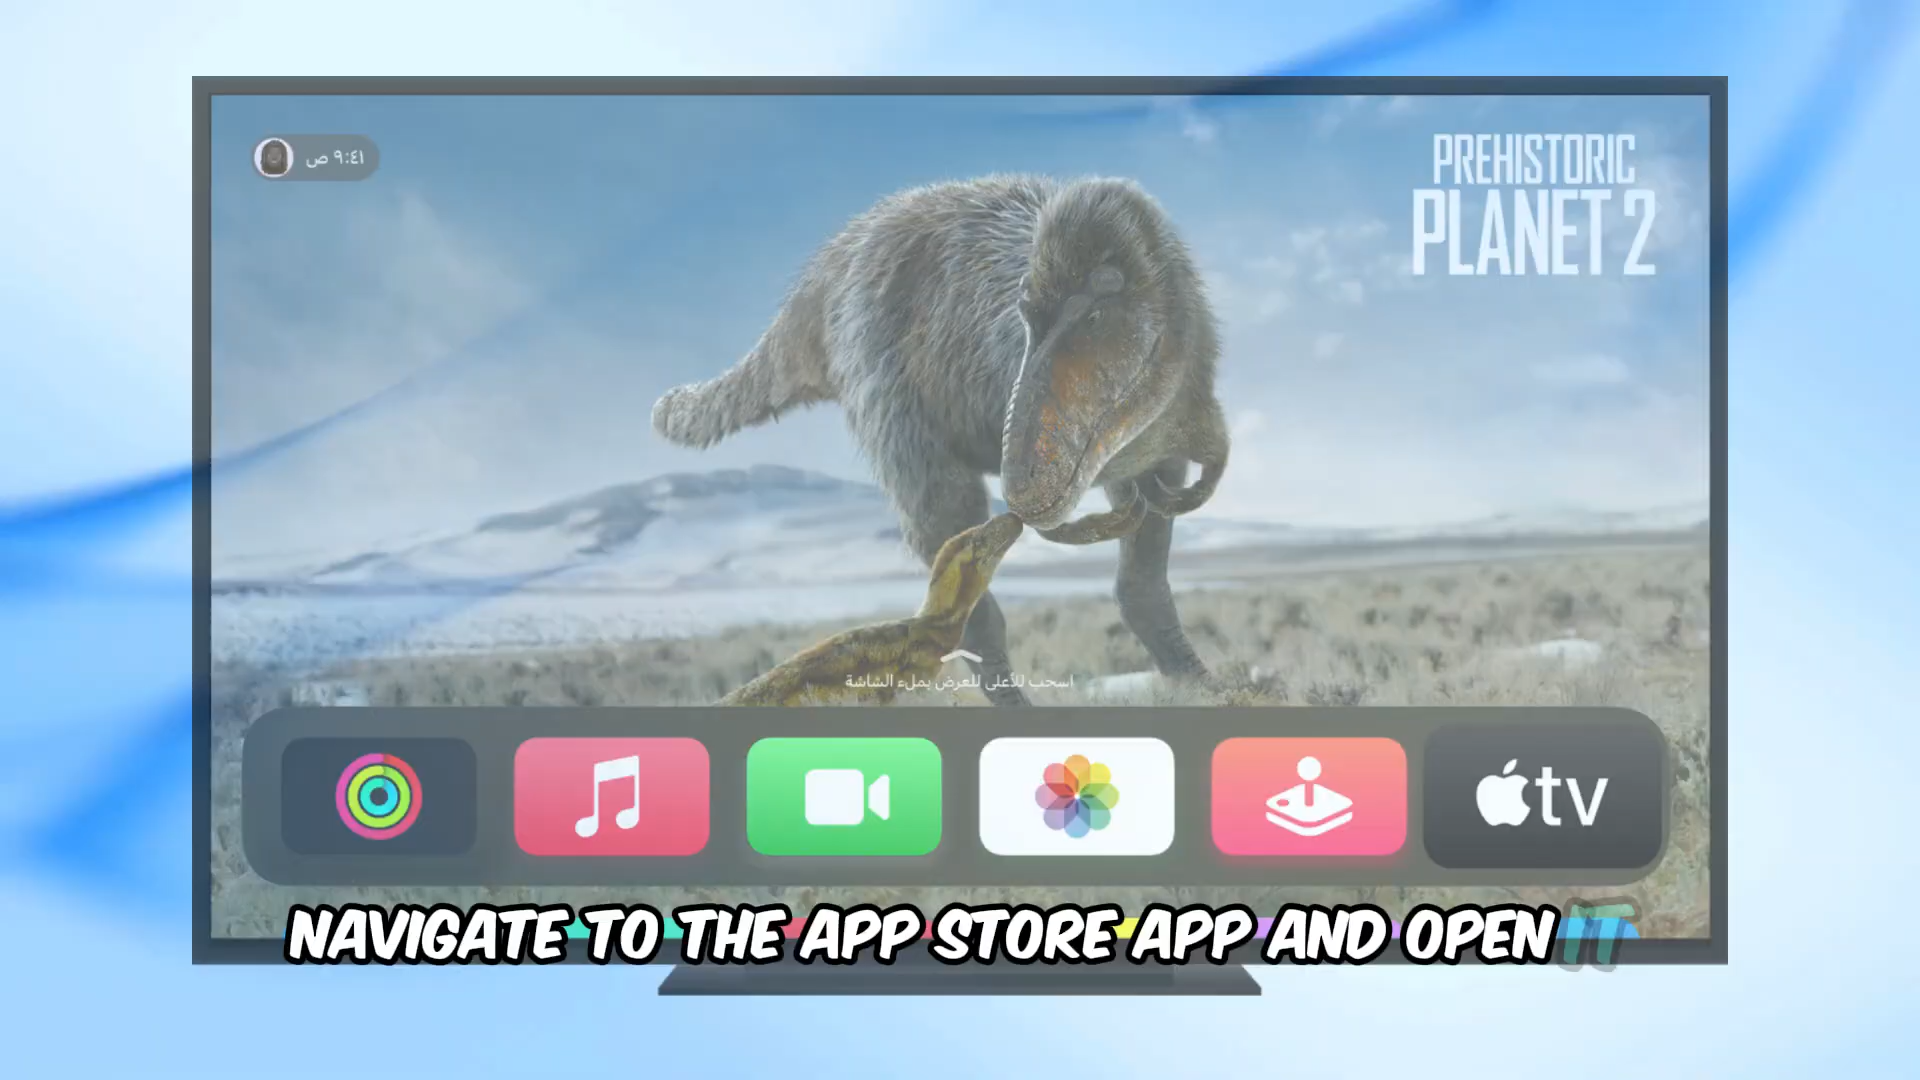 ٩:٤١ ص
PREHISTORIC
PLANET 2
اسحب للأعلى للعرض بملء الشاشة
tv
NAVIGATE TO THE APP STORE APP AND OPEN IT